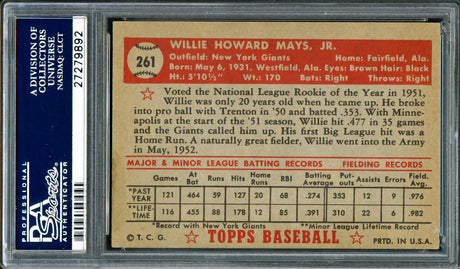 A DIVISION OF
COLLECTORS
UNIVERSE
NASDAQ: CLCT
27279892
PSA
Sports
AUTHENTICATOR
261
WILLIE HOWARD MAYS, JR.
Outfield: New York Giants Home: Fairfield, Ala.
Born: May 6, 1931, Westfield, Ala. Eyes: Brown Hair: Black
Ht.: 5'10½" Wt.: 170 Bats: Right Throws: Right
Voted the National League Rookie of the Year in 1951,
Willie was only 20 years old when he came up. He broke
into pro ball with Trenton in '50 and batted .353. With Minne-
apolis at the start of the '51 season, Willie hit .477 in 35 games
and the Giants called him up. His first Big League hit was a
Home Run. A naturally great fielder, Willie went into the Army
in May, 1952.
MAJOR & MINOR LEAGUE BATTING RECORDS FIELDING RECORDS
Games At Bat Runs Hits Home Runs RBI Batting Average Put-outs Assists Errors Field. Avg.
*PAST YEAR 121 464 59 127 20 68 .274 353 12 9 .976
**LIFE-TIME 116 455 88 178 12 85 .391 310 22 6 .982
*Record with New York Giants **Minor League Lifetime Record
© T. C. G. TOPPS BASEBALL PRTD. IN U.S.A.